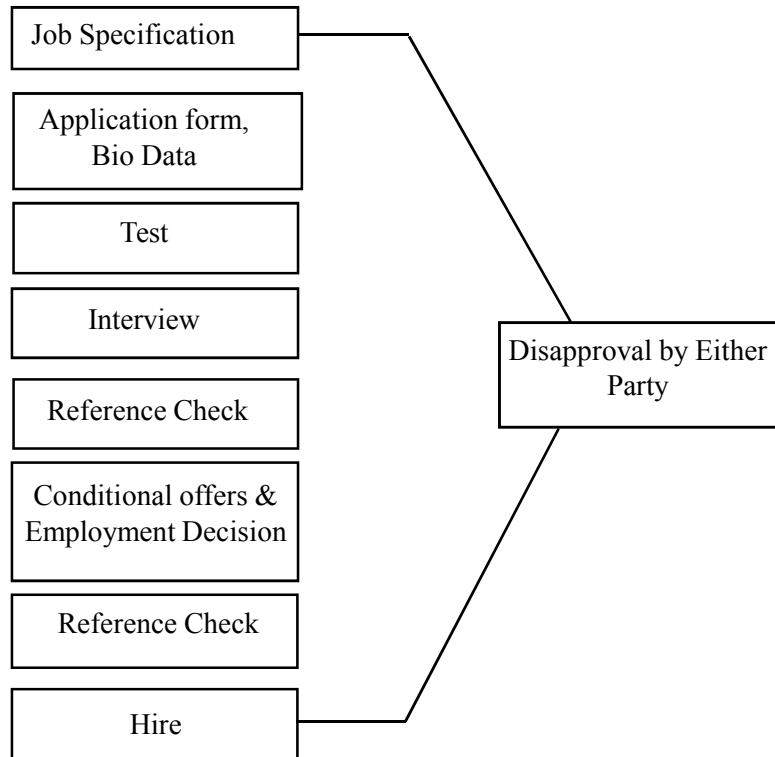 Job Specification
Application form,
Bio Data
Test
Interview
Disapproval by Either
Party
Reference Check
Conditional offers &
Employment Decision
Reference Check
Hire